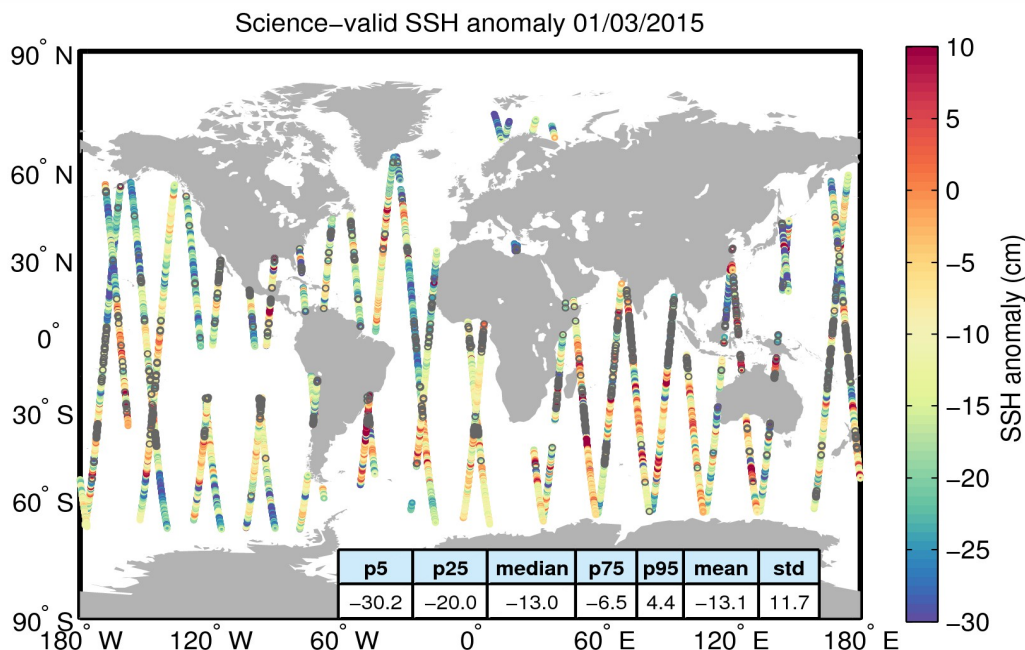 Science−valid SSH anomaly 01/03/2015
90° N
60° N
30° N
0°
30° S
60° S
90° S
180° W
120° W
60° W
0°
60° E
120° E
180° E
p5 p25 median p75 p95 mean std
−30.2 −20.0 −13.0 −6.5 4.4 −13.1 11.7
10
5
0
−5
−10
−15
−20
−25
−30
SSH anomaly (cm)